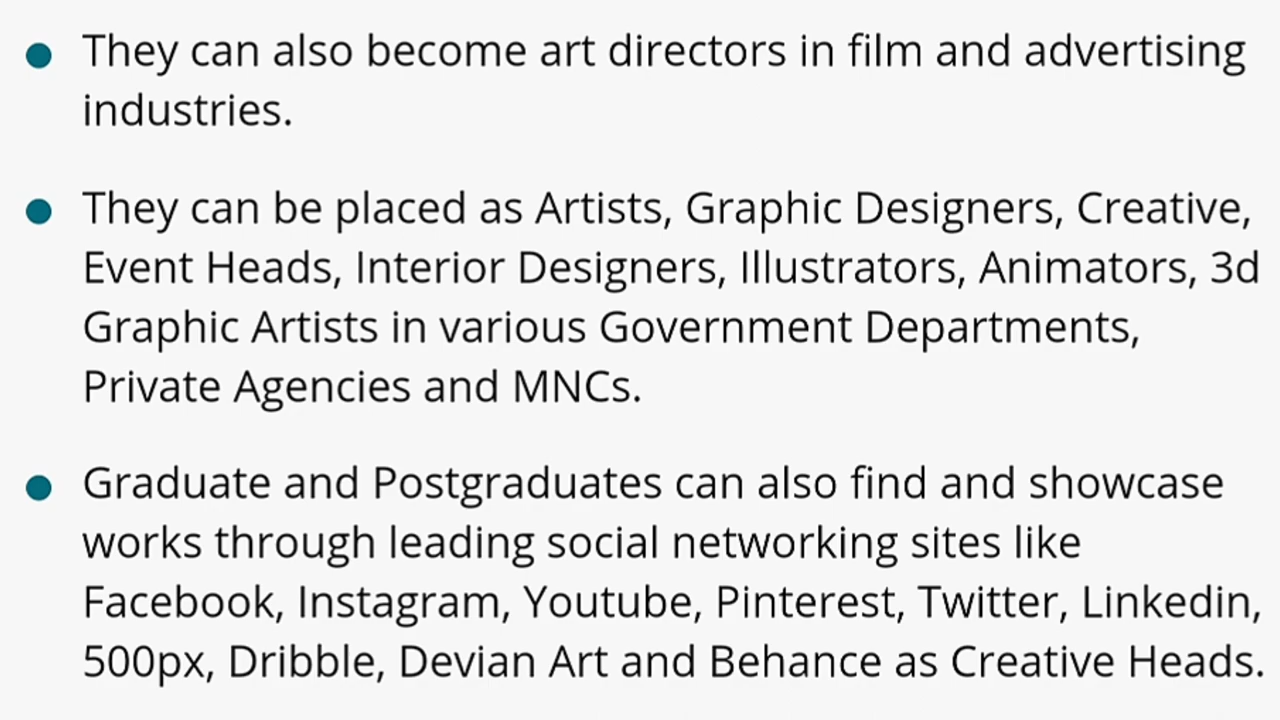 They can also become art directors in film and advertising
industries.
They can be placed as Artists, Graphic Designers, Creative,
Event Heads, Interior Designers, Illustrators, Animators, 3d
Graphic Artists in various Government Departments,
Private Agencies and MNCs.
Graduate and Postgraduates can also find and showcase
works through leading social networking sites like
Facebook, Instagram, Youtube, Pinterest, Twitter, Linkedin,
500px, Dribble, Devian Art and Behance as Creative Heads.